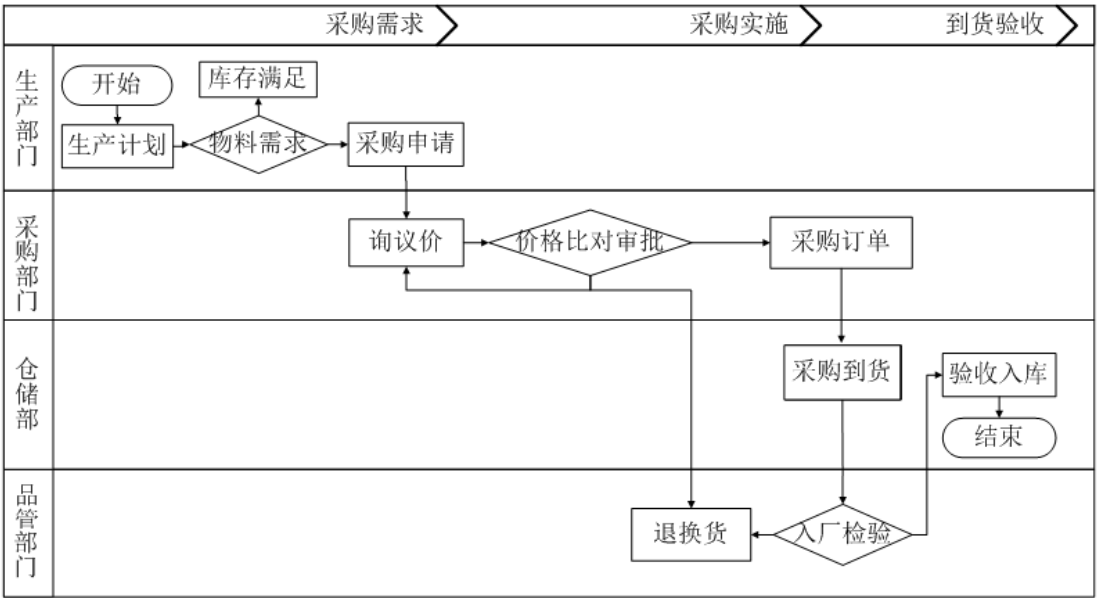 采购需求
采购实施
到货验收
生产部门
开始
库存满足
生产计划
物料需求
采购申请
采购部门
询议价
价格比对审批
采购订单
仓储部
采购到货
验收入库
结束
品管部门
退换货
入厂检验